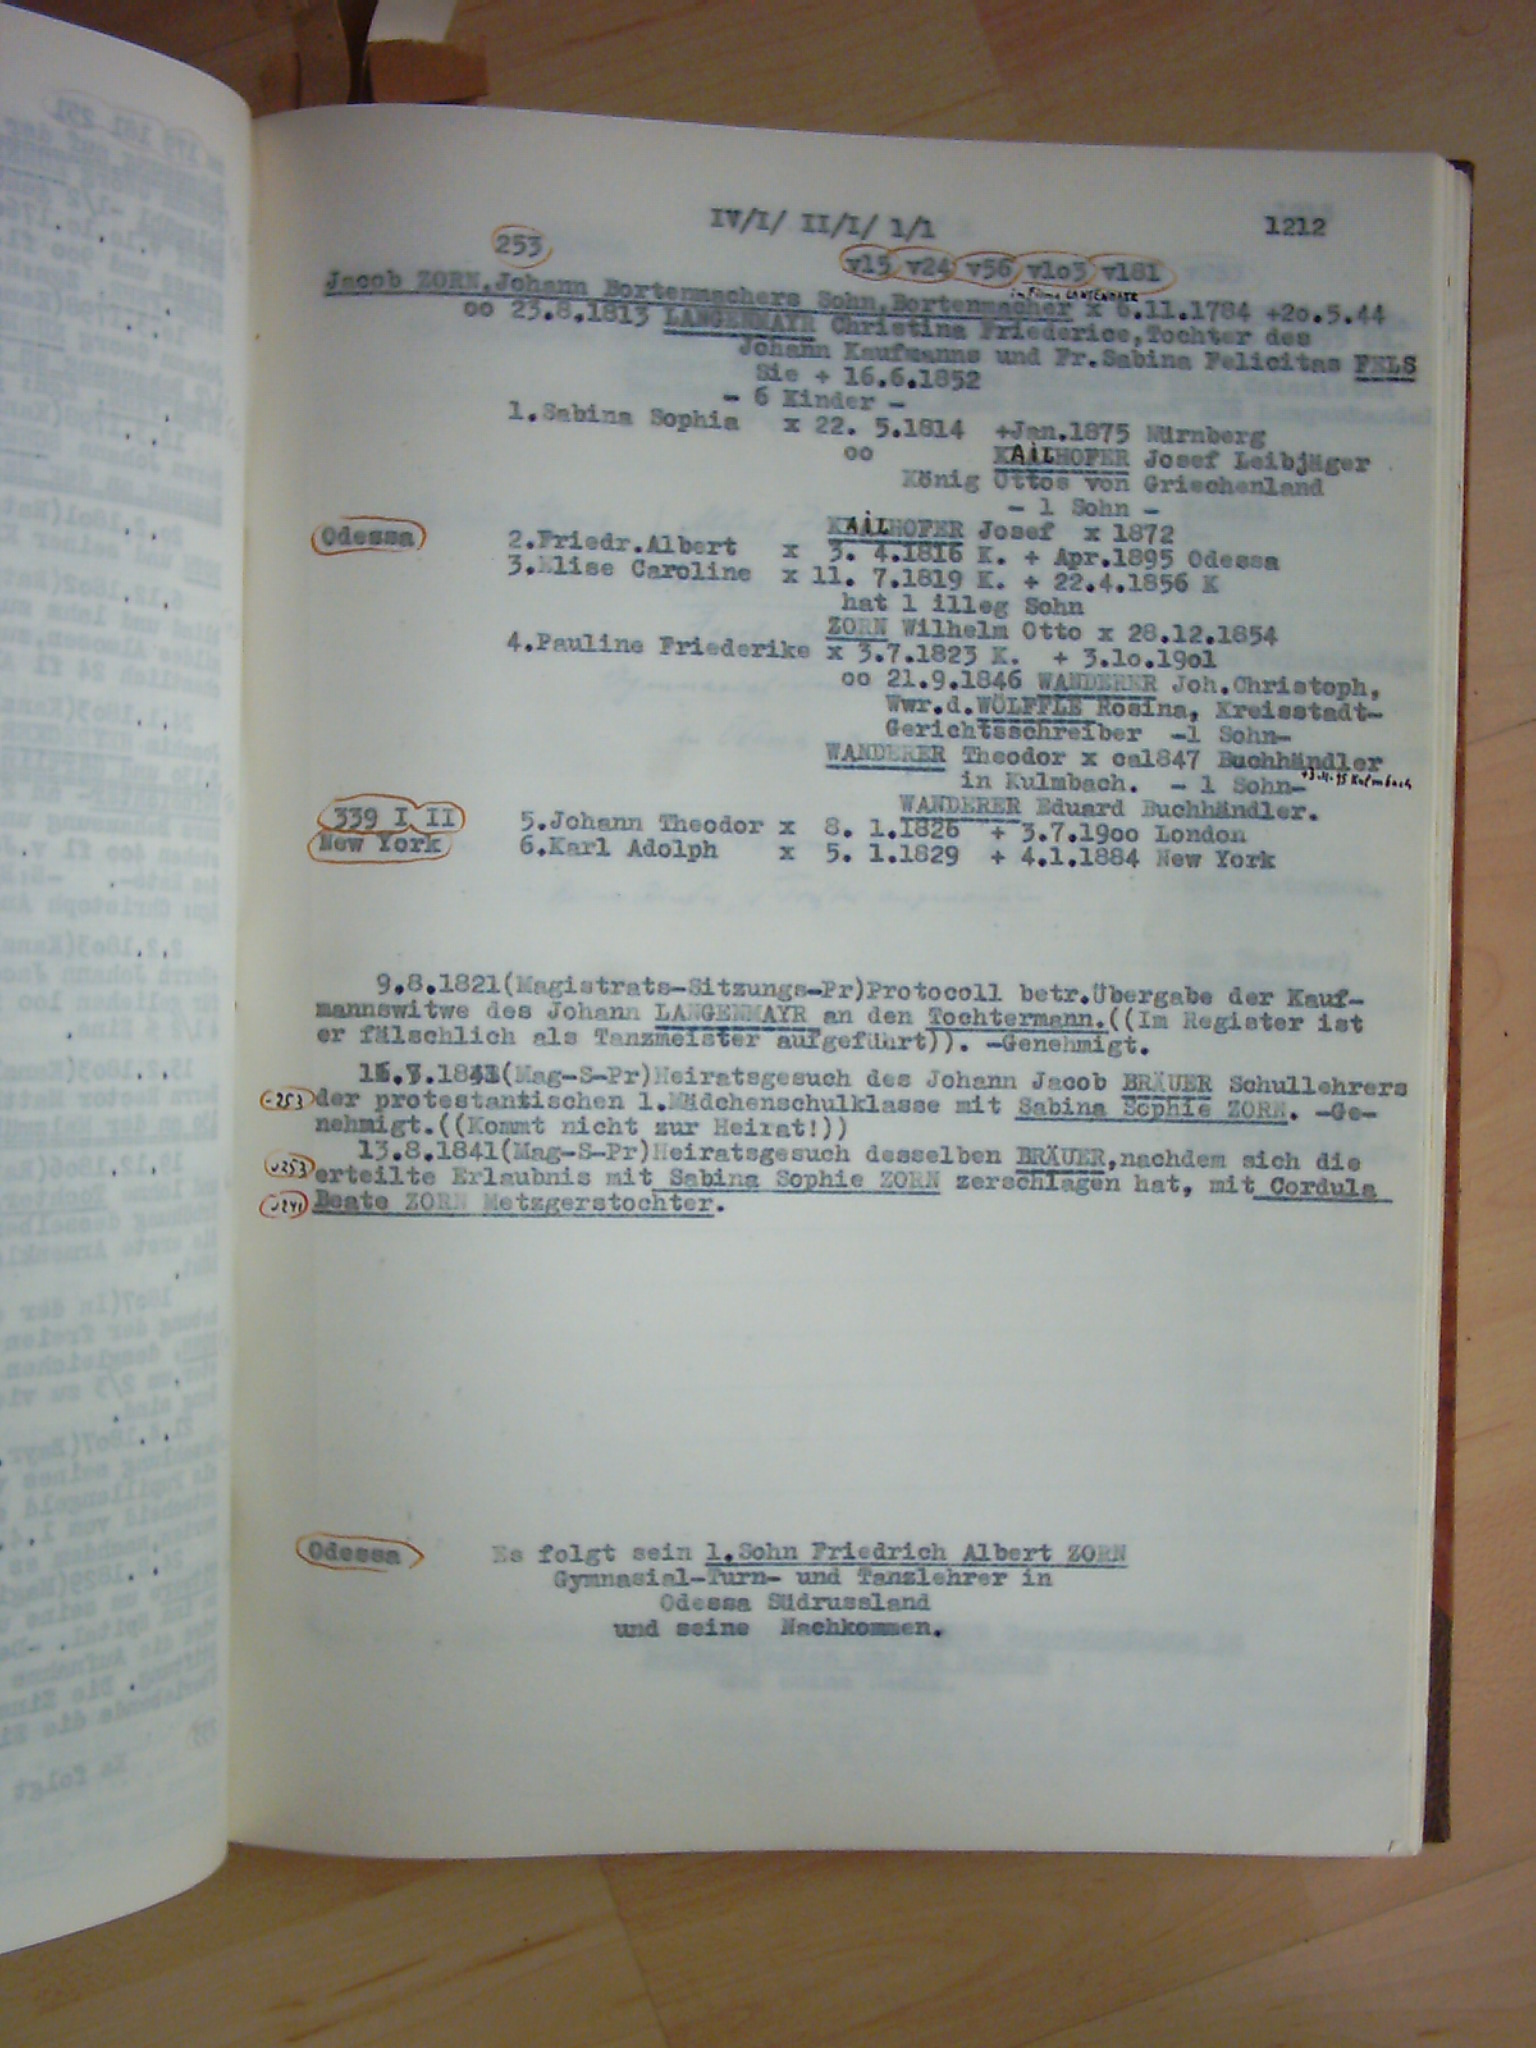 IV/I/ II/I/ 1/1
1212
253
v15 v24 v56 v1o3 v181
in Firma LANGENMAYR
Jacob ZORN,Johann Bortenmachers Sohn,Bortenmacher x 6.11.1784 +2o.5.44
oo 23.8.1813 LANGENMAYR Christina Friederice,Tochter des
Johann Kaufmanns und Fr.Sabina Felicitas FELS
Sie + 16.6.1852
- 6 Kinder -
1.Sabina Sophia x 22. 5.1814 +Jan.1875 Nürnberg
oo KAILHOFER Josef Leibjäger
König Ottos von Griechenland
- 1 Sohn -
KAILHOFER Josef x 1872
Odessa 2.Friedr.Albert x 3. 4.1816 K. + Apr.1895 Odessa
3.Elise Caroline x 11. 7.1819 K. + 22.4.1856 K
hat 1 illeg Sohn
ZORN Wilhelm Otto x 28.12.1854
4.Pauline Friederike x 3.7.1823 K. + 3.1o.19o1
oo 21.9.1846 WANDERER Joh.Christoph,
Wwr.d.WÖLFFLE Rosina, Kreisstadt-
Gerichtsschreiber -1 Sohn-
WANDERER Theodor x ca1847 Buchhändler
in Kulmbach. - 1 Sohn-
Kulmbach
WANDERER Eduard Buchhändler.
339 I II 5.Johann Theodor x 8. 1.1826 + 3.7.19oo London
New York 6.Karl Adolph x 5. 1.1829 + 4.1.1884 New York
9.8.1821(Magistrats-Sitzungs-Pr)Protocoll betr.Übergabe der Kauf-
mannswitwe des Johann LANGENMAYR an den Tochtermann.((Im Register ist
er fälschlich als Tanzmeister aufgeführt)). -Genehmigt.
(Mag-S-Pr)Heiratsgesuch des Johann Jacob BRÄUER Schullehrers
253 der protestantischen 1.Mädchenschulklasse mit Sabina Sophie ZORN. -Ge-
nehmigt.((Kommt nicht zur Heirat!))
13.8.1841(Mag-S-Pr)Heiratsgesuch desselben BRÄUER,nachdem sich die
v253 erteilte Erlaubnis mit Sabina Sophie ZORN zerschlagen hat, mit Cordula
v241 Beate ZORN Metzgerstochter.
Odessa Es folgt sein 1.Sohn Friedrich Albert ZORN
Gymnasial-Turn- und Tanzlehrer in
Odessa Südrussland
und seine Nachkommen.